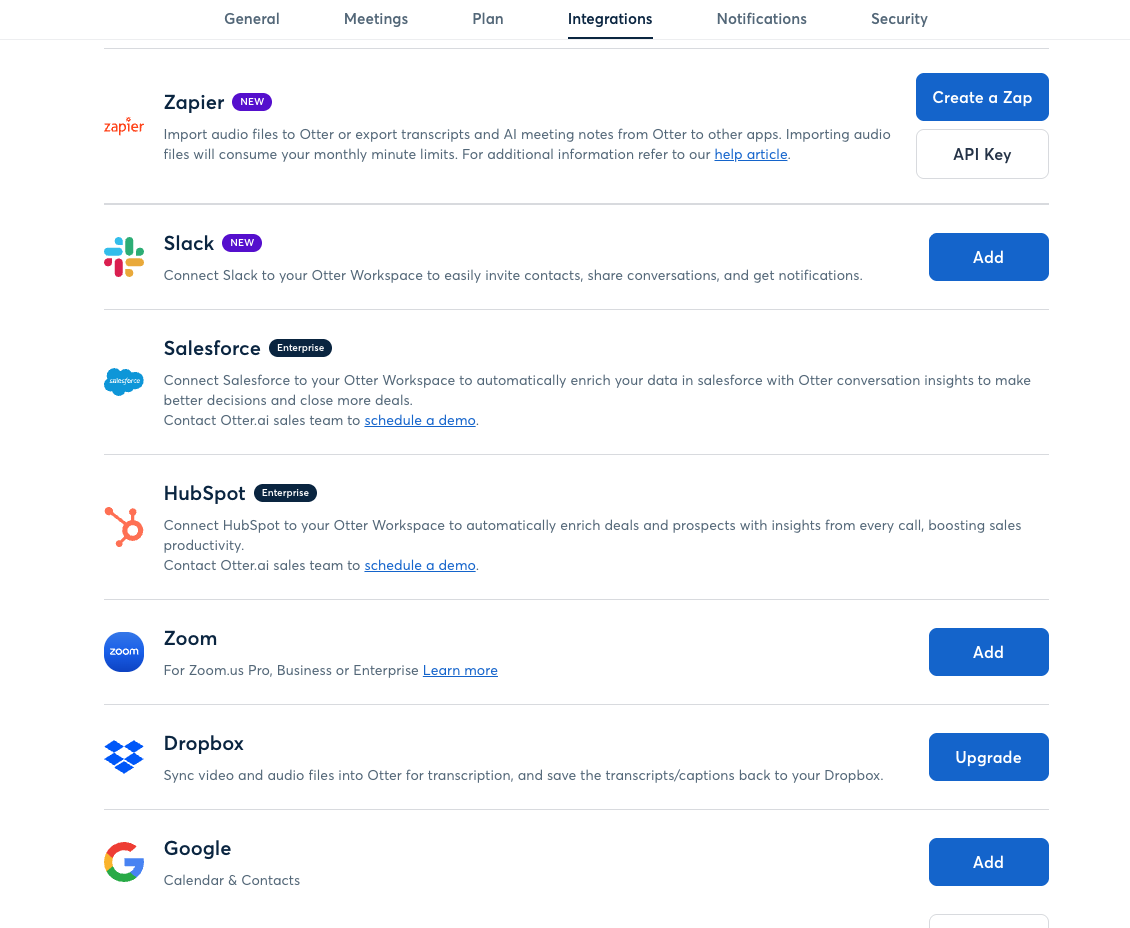 General Meetings Plan Integrations Notifications Security
Zapier NEW
zapier
Import audio files to Otter or export transcripts and AI meeting notes from Otter to other apps. Importing audio
files will consume your monthly minute limits. For additional information refer to our help article.
Create a Zap
API Key
Slack NEW
Connect Slack to your Otter Workspace to easily invite contacts, share conversations, and get notifications.
Add
Salesforce Enterprise
salesforce
Connect Salesforce to your Otter Workspace to automatically enrich your data in salesforce with Otter conversation insights to make
better decisions and close more deals.
Contact Otter.ai sales team to schedule a demo.
HubSpot Enterprise
Connect HubSpot to your Otter Workspace to automatically enrich deals and prospects with insights from every call, boosting sales
productivity.
Contact Otter.ai sales team to schedule a demo.
Zoom
zoom
For Zoom.us Pro, Business or Enterprise Learn more
Add
Dropbox
Sync video and audio files into Otter for transcription, and save the transcripts/captions back to your Dropbox.
Upgrade
Google
Calendar & Contacts
Add